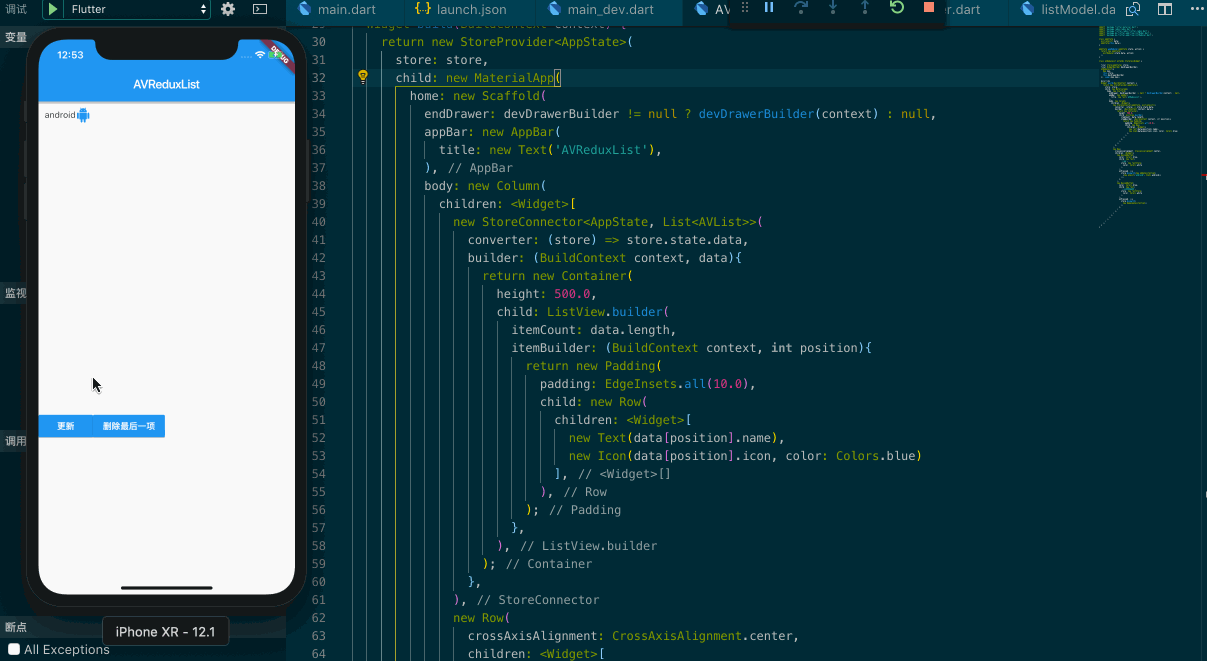 调试
Flutter
main.dart
launch.json
main_dev.dart
AV
r.dart
listModel.da
变量
监视
调用
断点
All Exceptions
12:53
AVReduxList
android
更新
删除最后一项
iPhone XR - 12.1
30 return new StoreProvider<AppState>(
31 store: store,
32 child: new MaterialApp(
33 home: new Scaffold(
34 endDrawer: devDrawerBuilder != null ? devDrawerBuilder(context) : null,
35 appBar: new AppBar(
36 title: new Text('AVReduxList'),
37 ), // AppBar
38 body: new Column(
39 children: <Widget>[
40 new StoreConnector<AppState, List<AVList>>(
41 converter: (store) => store.state.data,
42 builder: (BuildContext context, data){
43 return new Container(
44 height: 500.0,
45 child: ListView.builder(
46 itemCount: data.length,
47 itemBuilder: (BuildContext context, int position){
48 return new Padding(
49 padding: EdgeInsets.all(10.0),
50 child: new Row(
51 children: <Widget>[
52 new Text(data[position].name),
53 new Icon(data[position].icon, color: Colors.blue)
54 ], // <Widget>[]
55 ), // Row
56 ); // Padding
57 },
58 ), // ListView.builder
59 ); // Container
60 },
61 ), // StoreConnector
62 new Row(
63 crossAxisAlignment: CrossAxisAlignment.center,
64 children: <Widget>[